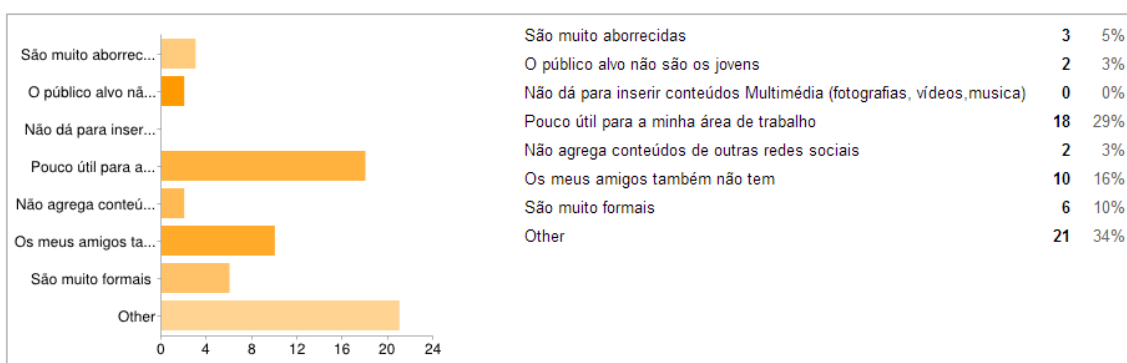 São muito aborrec...
O público alvo nã...
Não dá para inser...
Pouco útil para a...
Não agrega conteú...
Os meus amigos ta...
São muito formais
Other
0 4 8 12 16 20 24
São muito aborrecidas 3 5%
O público alvo não são os jovens 2 3%
Não dá para inserir conteúdos Multimédia (fotografias, vídeos,musica) 0 0%
Pouco útil para a minha área de trabalho 18 29%
Não agrega conteúdos de outras redes sociais 2 3%
Os meus amigos também não tem 10 16%
São muito formais 6 10%
Other 21 34%